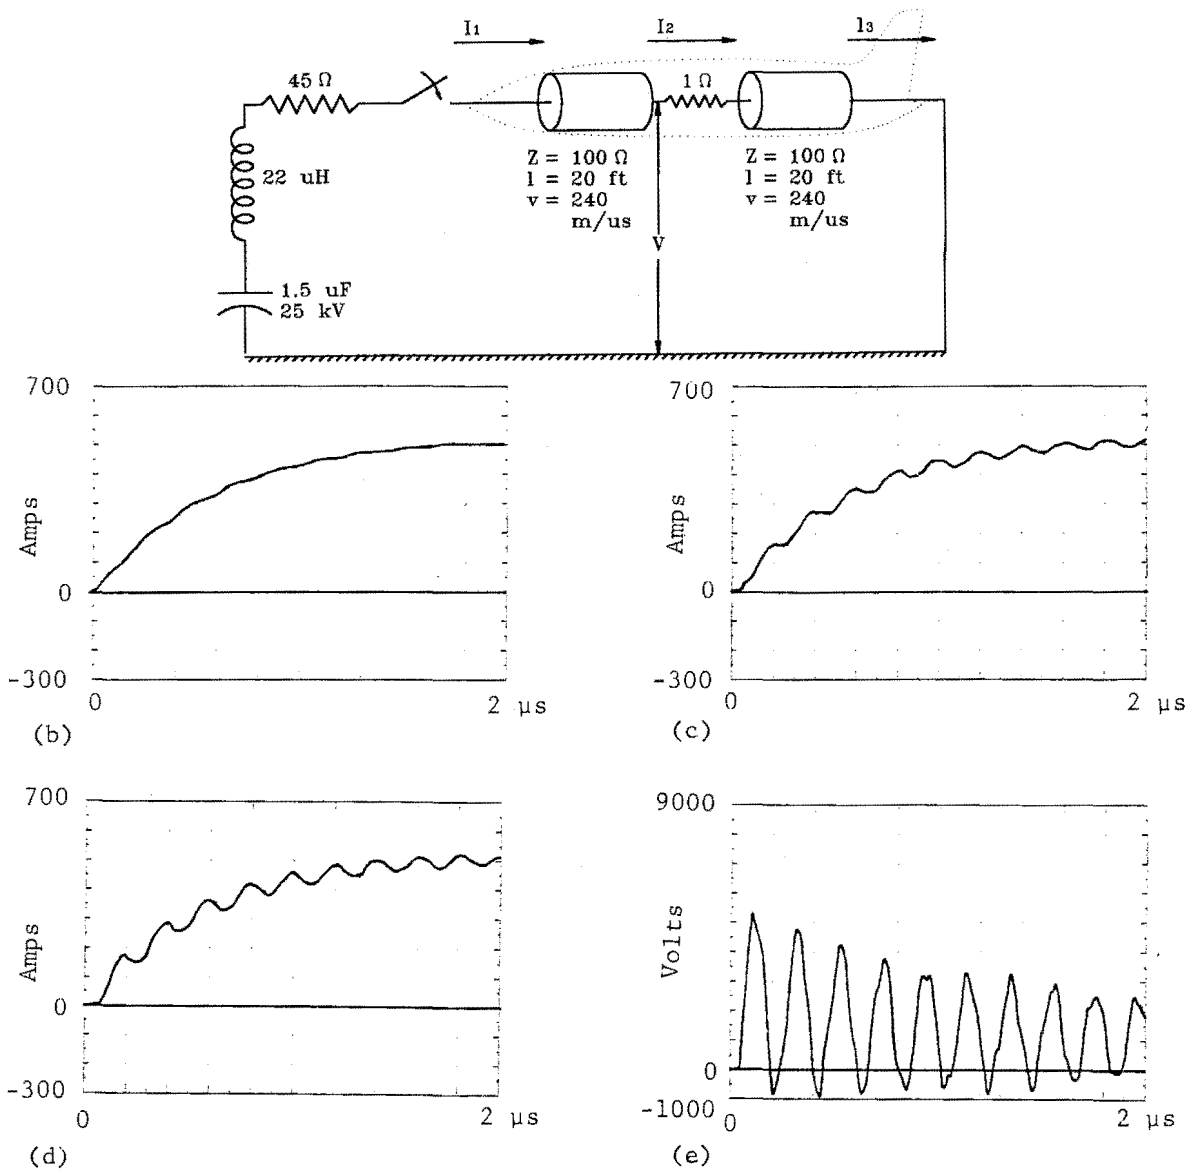 I1 I2 I3
45 Ω 1 Ω
22 uH
Z = 100 Ω
l = 20 ft
v = 240
m/us
Z = 100 Ω
l = 20 ft
v = 240
m/us
V
1.5 uF
25 kV
700
Amps
0
-300
0 2 μs
(b)
700
Amps
0
-300
0 2 μs
(c)
700
Amps
0
-300
0 2 μs
(d)
9000
Volts
0
-1000
0 2 μs
(e)